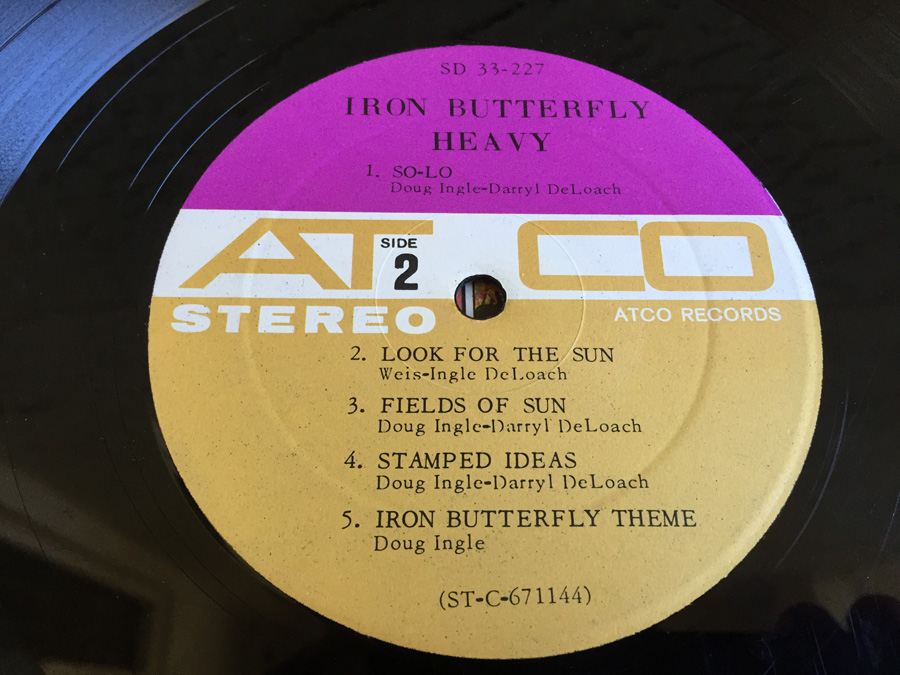 SD 33-227
IRON BUTTERFLY
HEAVY
1. SO-LO
Doug Ingle-Darryl DeLoach
ATCO
SIDE
2
STEREO
ATCO RECORDS
2. LOOK FOR THE SUN
Weis-Ingle DeLoach
3. FIELDS OF SUN
Doug Ingle-Darryl DeLoach
4. STAMPED IDEAS
Doug Ingle-Darryl DeLoach
5. IRON BUTTERFLY THEME
Doug Ingle
(ST-C-671144)